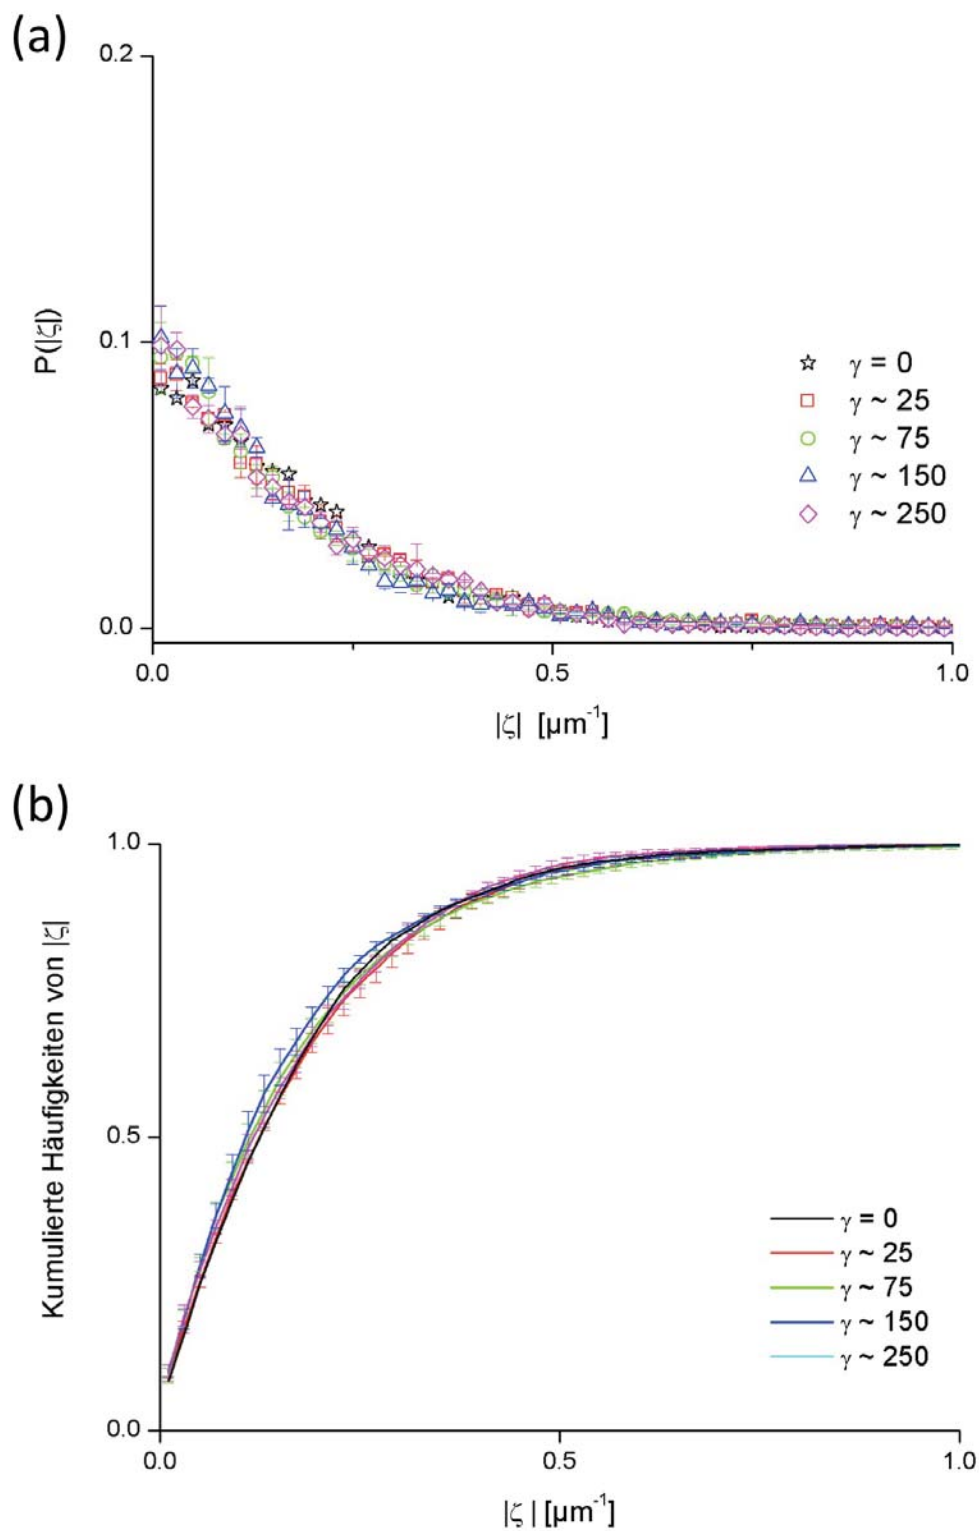 (a)
0.2
0.1
0.0
P(|ζ|)
γ = 0
γ ~ 25
γ ~ 75
γ ~ 150
γ ~ 250
0.0
0.5
1.0
|ζ| [µm⁻¹]
(b)
1.0
0.5
0.0
Kumulierte Häufigkeiten von |ζ|
γ = 0
γ ~ 25
γ ~ 75
γ ~ 150
γ ~ 250
0.0
0.5
1.0
|ζ | [µm⁻¹]